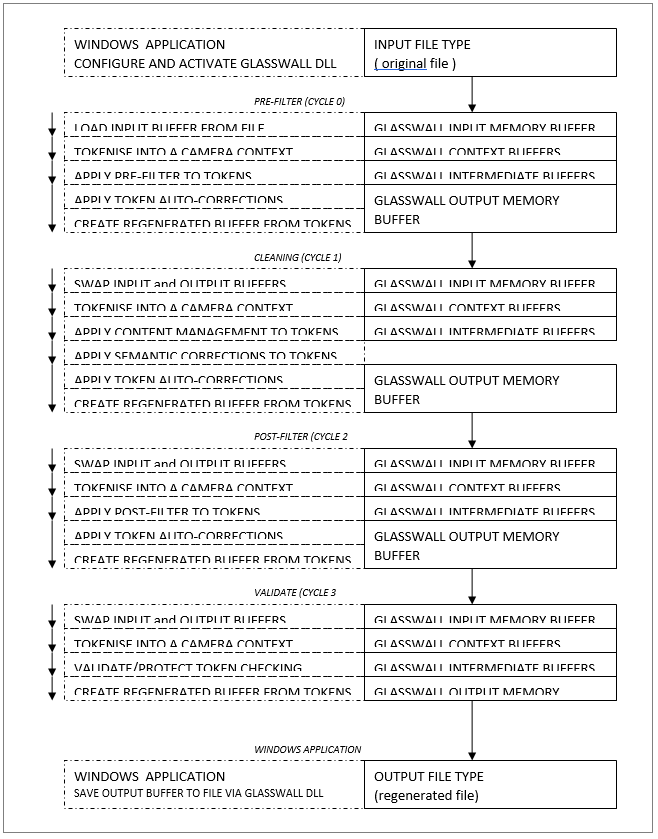 WINDOWS APPLICATION
CONFIGURE AND ACTIVATE GLASSWALL DLL
INPUT FILE TYPE
( original file )
PRE-FILTER (CYCLE 0)
LOAD INPUT BUFFER FROM FILE
GLASSWALL INPUT MEMORY BUFFER
TOKENISE INTO A CAMERA CONTEXT
GLASSWALL CONTEXT BUFFERS
APPLY PRE-FILTER TO TOKENS
GLASSWALL INTERMEDIATE BUFFERS
APPLY TOKEN AUTO-CORRECTIONS
GLASSWALL OUTPUT MEMORY
BUFFER
CREATE REGENERATED BUFFER FROM TOKENS
CLEANING (CYCLE 1)
SWAP INPUT and OUTPUT BUFFERS
GLASSWALL INPUT MEMORY BUFFER
TOKENISE INTO A CAMERA CONTEXT
GLASSWALL CONTEXT BUFFERS
APPLY CONTENT MANAGEMENT TO TOKENS
GLASSWALL INTERMEDIATE BUFFERS
APPLY SEMANTIC CORRECTIONS TO TOKENS
APPLY TOKEN AUTO-CORRECTIONS
GLASSWALL OUTPUT MEMORY
BUFFER
CREATE REGENERATED BUFFER FROM TOKENS
POST-FILTER (CYCLE 2
SWAP INPUT and OUTPUT BUFFERS
GLASSWALL INPUT MEMORY BUFFER
TOKENISE INTO A CAMERA CONTEXT
GLASSWALL CONTEXT BUFFERS
APPLY POST-FILTER TO TOKENS
GLASSWALL INTERMEDIATE BUFFERS
APPLY TOKEN AUTO-CORRECTIONS
GLASSWALL OUTPUT MEMORY
BUFFER
CREATE REGENERATED BUFFER FROM TOKENS
VALIDATE (CYCLE 3
SWAP INPUT and OUTPUT BUFFERS
GLASSWALL INPUT MEMORY BUFFER
TOKENISE INTO A CAMERA CONTEXT
GLASSWALL CONTEXT BUFFERS
VALIDATE/PROTECT TOKEN CHECKING
GLASSWALL INTERMEDIATE BUFFERS
CREATE REGENERATED BUFFER FROM TOKENS
GLASSWALL OUTPUT MEMORY
WINDOWS APPLICATION
WINDOWS APPLICATION
SAVE OUTPUT BUFFER TO FILE VIA GLASSWALL DLL
OUTPUT FILE TYPE
(regenerated file)